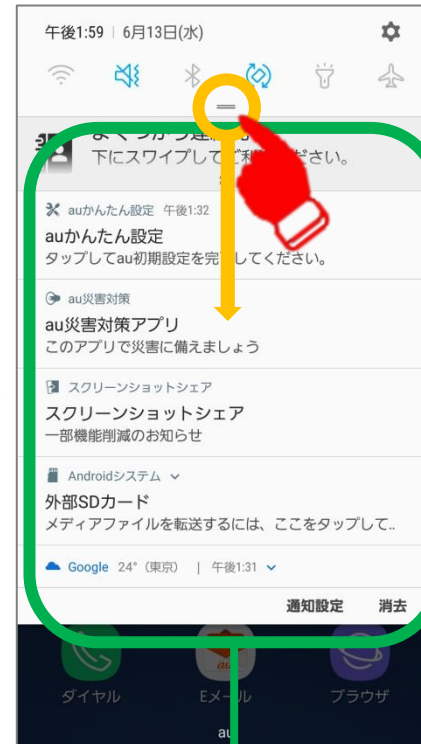 午後1:59 | 6月13日(水)
下にスワイプしてご利用ください。
auかんたん設定 午後1:32
auかんたん設定
タップしてau初期設定を完 してください。
au災害対策
au災害対策アプリ
このアプリで災害に備えましょう
スクリーンショットシェア
スクリーンショットシェア
一部機能削減のお知らせ
Androidシステム
外部SDカード
メディアファイルを転送するには、ここをタップして..
Google 24°（東京） | 午後1:31
通知設定 消去
ダイヤル Eメール ブラウザ
au